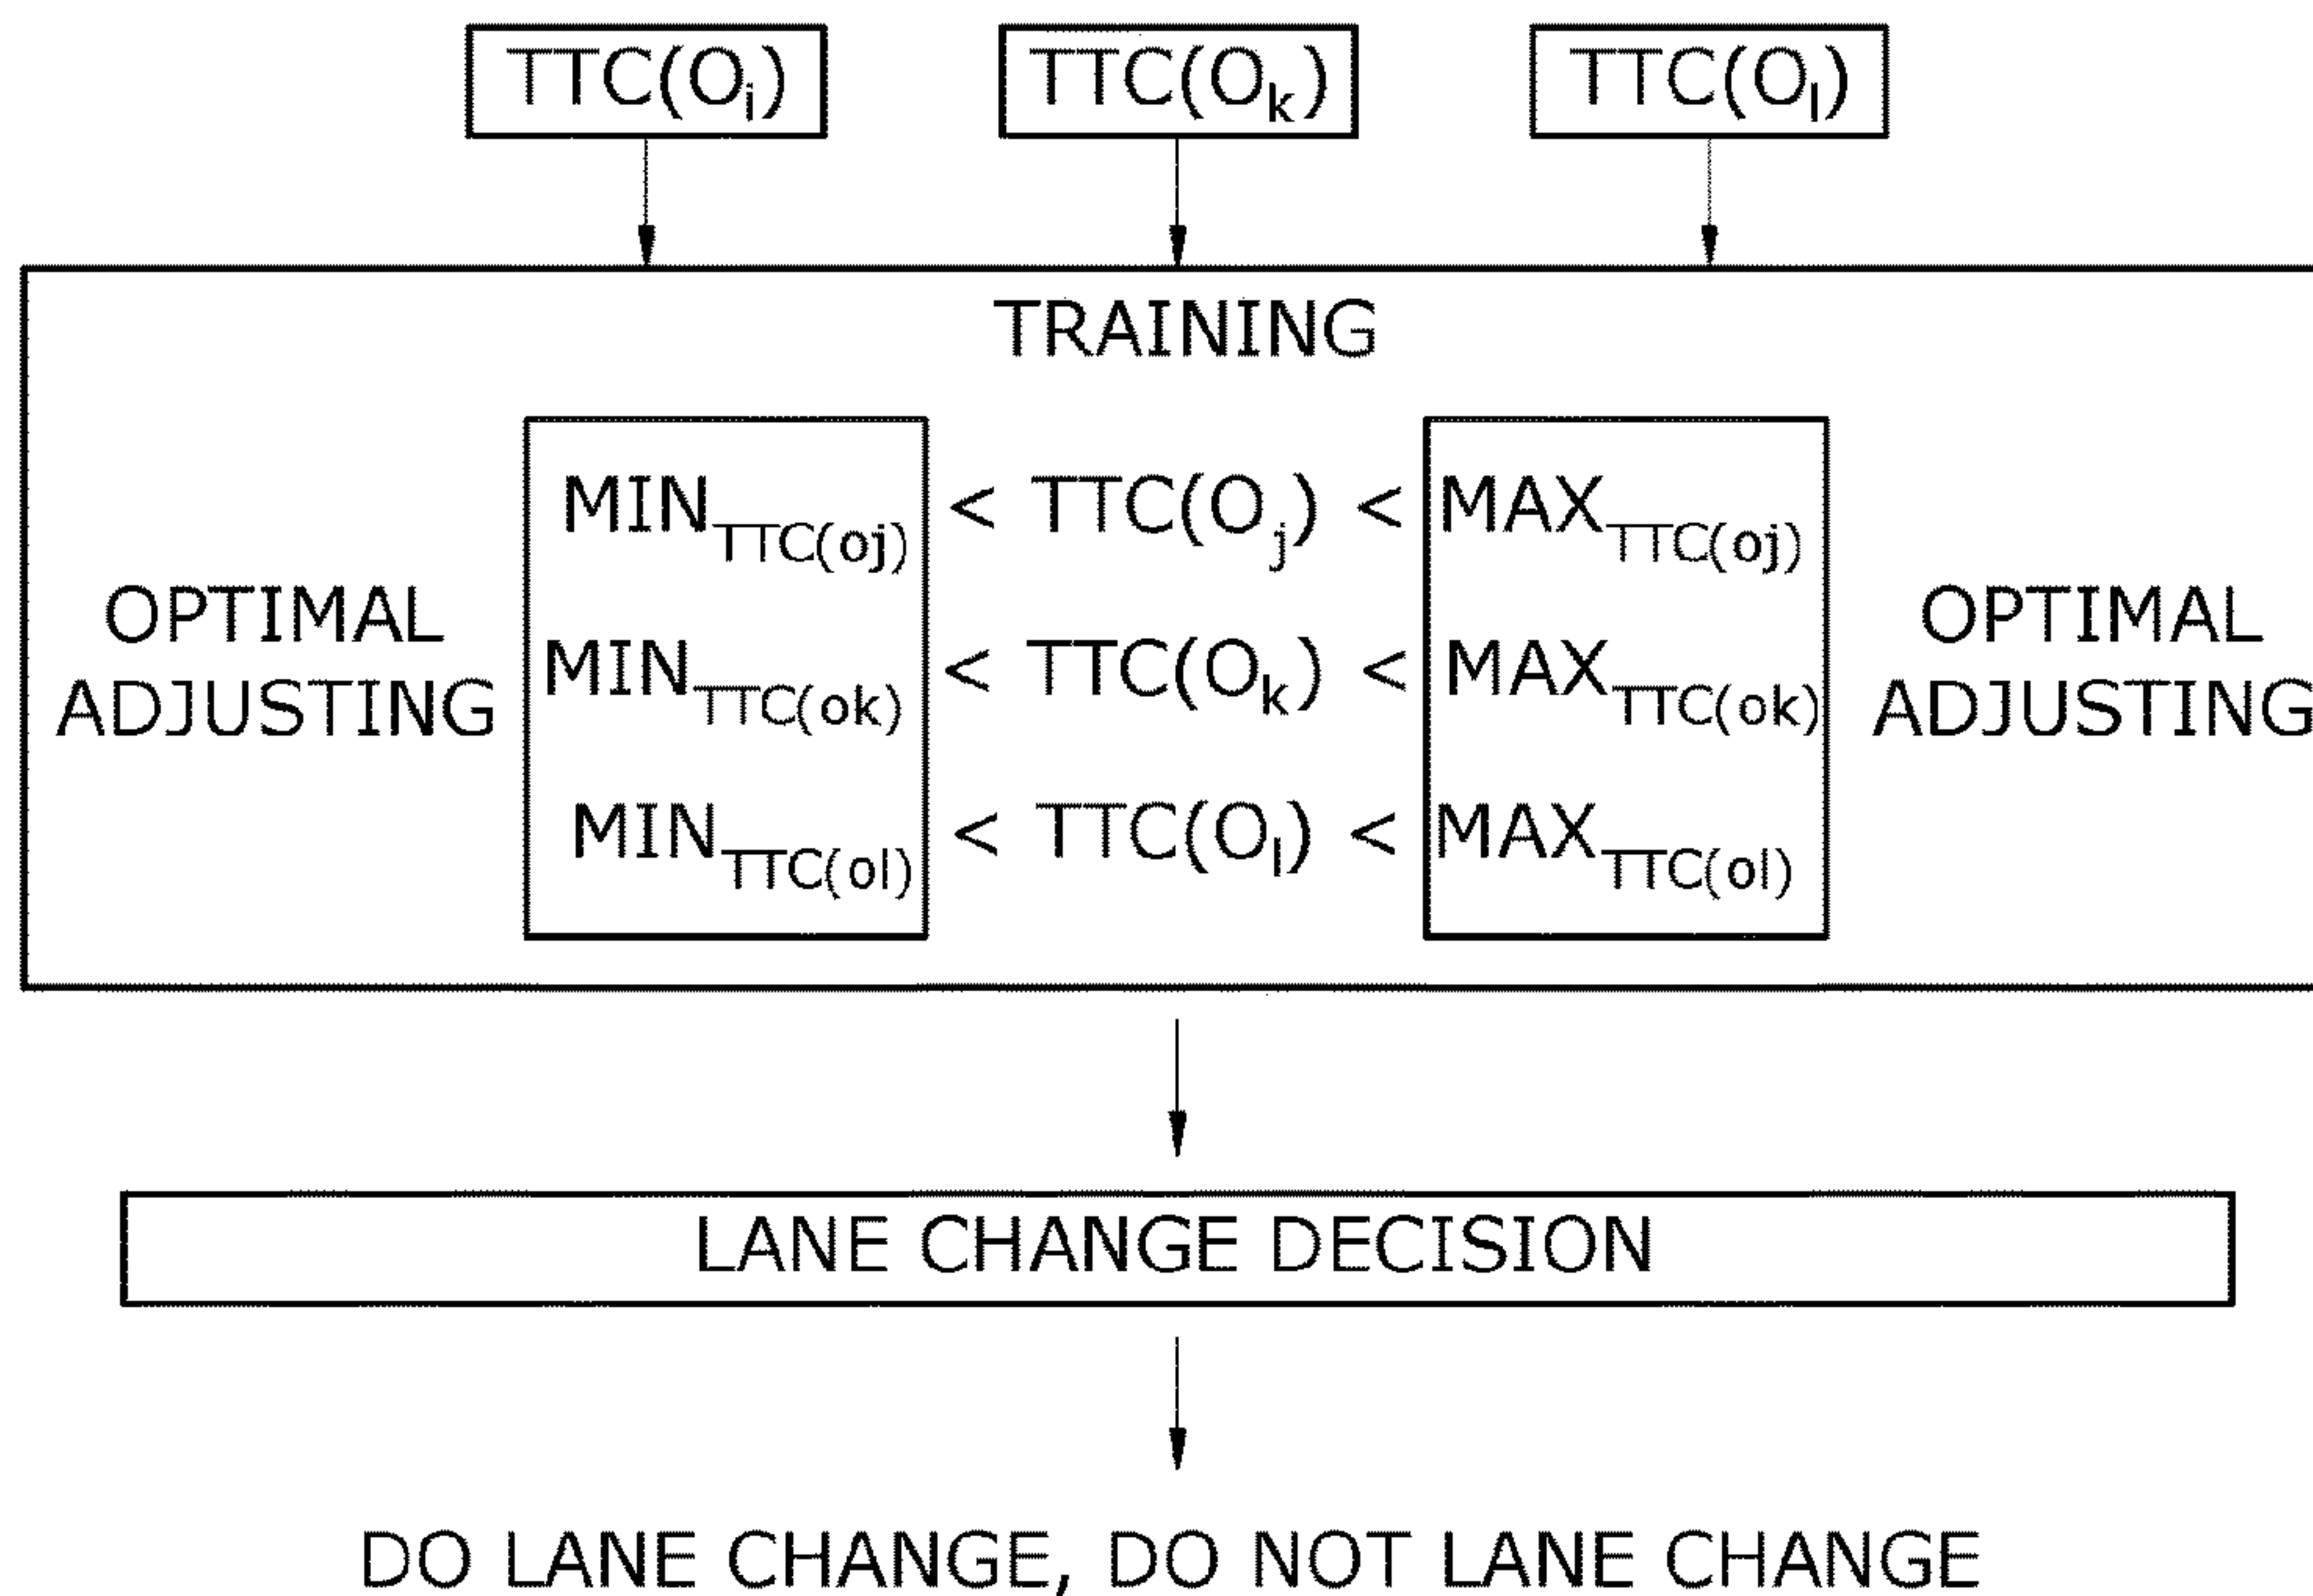 TTC(Oi) TTC(Ok) TTC(Ol)
TRAINING
MINTTC(oj) < TTC(Oj) < MAXTTC(oj)
OPTIMAL ADJUSTING
MINTTC(ok) < TTC(Ok) < MAXTTC(ok)
OPTIMAL ADJUSTING
MINTTC(ol) < TTC(Ol) < MAXTTC(ol)
LANE CHANGE DECISION
DO LANE CHANGE, DO NOT LANE CHANGE